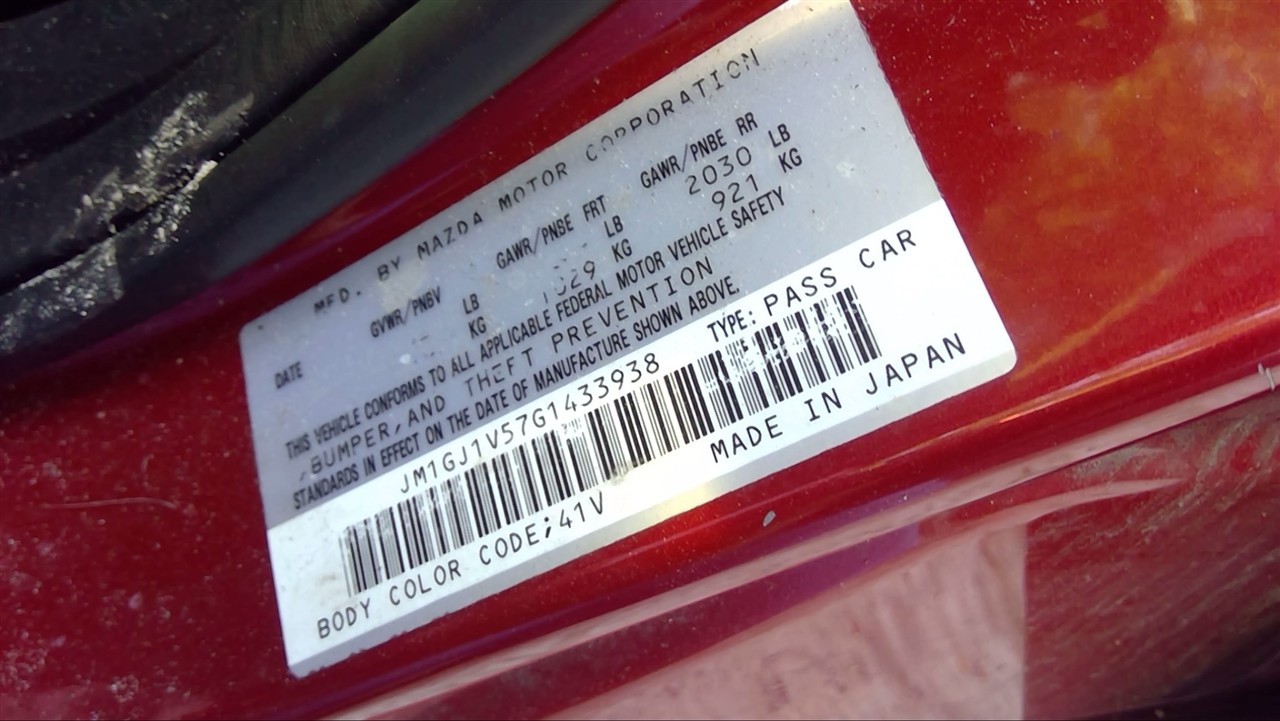 MFD. BY MAZDA MOTOR CORPORATION
DATE GVWR/PNBV GAWR/PNBE FRT GAWR/PNBE RR
LB LB 2030 LB
KG KG 921 KG
THIS VEHICLE CONFORMS TO ALL APPLICABLE FEDERAL MOTOR VEHICLE SAFETY
,BUMPER, AND THEFT PREVENTION
STANDARDS IN EFFECT ON THE DATE OF MANUFACTURE SHOWN ABOVE.
JM1GJ1V57G1433938 TYPE: PASS CAR
BODY COLOR CODE;41V MADE IN JAPAN